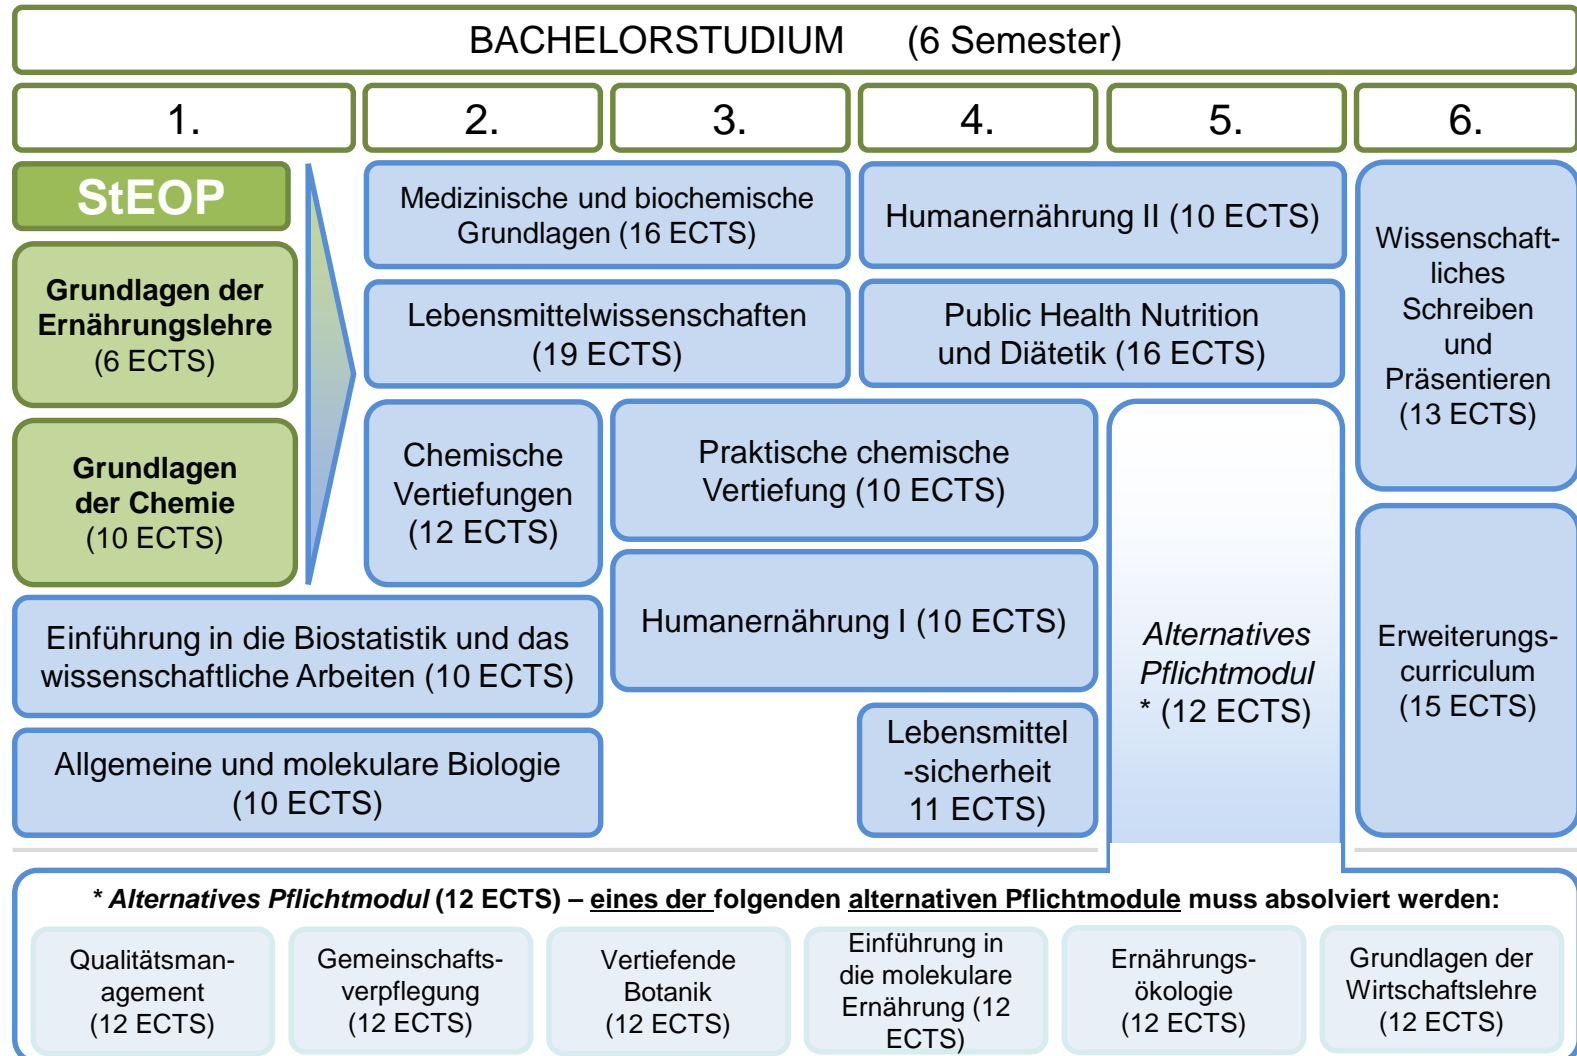 BACHELORSTUDIUM (6 Semester)
1.
2.
3.
4.
5.
6.
StEOP
Grundlagen der
Ernährungslehre
(6 ECTS)
Grundlagen
der Chemie
(10 ECTS)
Einführung in die Biostatistik und das
wissenschaftliche Arbeiten (10 ECTS)
Allgemeine und molekulare Biologie
(10 ECTS)
Medizinische und biochemische
Grundlagen (16 ECTS)
Lebensmittelwissenschaften
(19 ECTS)
Chemische
Vertiefungen
(12 ECTS)
Praktische chemische
Vertiefung (10 ECTS)
Humanernährung I (10 ECTS)
Humanernährung II (10 ECTS)
Public Health Nutrition
und Diätetik (16 ECTS)
Lebensmittel
-sicherheit
11 ECTS)
Alternatives
Pflichtmodul
* (12 ECTS)
Wissenschaft-
liches
Schreiben
und
Präsentieren
(13 ECTS)
Erweiterungs-
curriculum
(15 ECTS)
* Alternatives Pflichtmodul (12 ECTS) – eines der folgenden alternativen Pflichtmodule muss absolviert werden:
Qualitätsman-
agement
(12 ECTS)
Gemeinschafts-
verpflegung
(12 ECTS)
Vertiefende
Botanik
(12 ECTS)
Einführung in
die molekulare
Ernährung (12
ECTS)
Ernährungs-
ökologie
(12 ECTS)
Grundlagen der
Wirtschaftslehre
(12 ECTS)